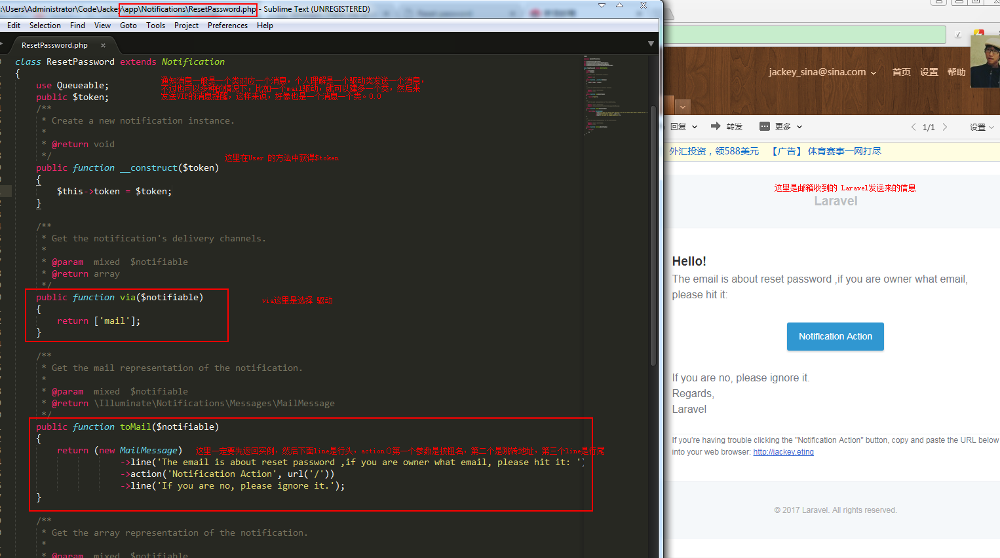 :\Users\Administrator\Code\Jackey\app\Notifications\ResetPassword.php - Sublime Text (UNREGISTERED)
Edit Selection Find View Goto Tools Project Preferences Help
ResetPassword.php ×
class ResetPassword extends Notification
{
通知消息一般是一个类对应一个消息，个人理解是一个驱动类发送一个消息，
use Queueable;
不过也可以多种的情况下，比如一个mail驱动，就可以建多一个类，然后来
public $token;
发送VIP的消息提醒，这样来说，好像也是一个消息一个类。0.0
/**
* Create a new notification instance.
*
* @return void
*/
这里在User 的方法中获得$token
public function __construct($token)
{
$this->token = $token;
}
/**
* Get the notification's delivery channels.
*
* @param  mixed  $notifiable
* @return array
*/
public function via($notifiable)
via这里是选择 驱动
{
return ['mail'];
}
/**
* Get the mail representation of the notification.
*
* @param  mixed  $notifiable
* @return \Illuminate\Notifications\Messages\MailMessage
*/
public function toMail($notifiable)
{
return (new MailMessage)
这里一定要先返回实例，然后下面line是行头，action()第一个参数是按钮名，第二个是跳转地址，第三个line是行尾
->line('The email is about reset password ,if you are owner what email, please hit it: ')
->action('Notification Action', url('/'))
->line('If you are no, please ignore it.');
}
/**
* Get the array representation of the notification.
*
* @param  mixed  $notifiable
jackey_sina@sina.com 首页 设置 帮助
回复 转发 更多 1/1 设置
外汇投资，领588美元 【广告】 体育赛事一网打尽
这里是邮箱收到的 Laravel发送来的信息
Laravel
Hello!
The email is about reset password ,if you are owner what email,
please hit it:
Notification Action
If you are no, please ignore it.
Regards,
Laravel
If you're having trouble clicking the "Notification Action" button, copy and paste the URL below
into your web browser: http://jackey.eting
© 2017 Laravel. All rights reserved.